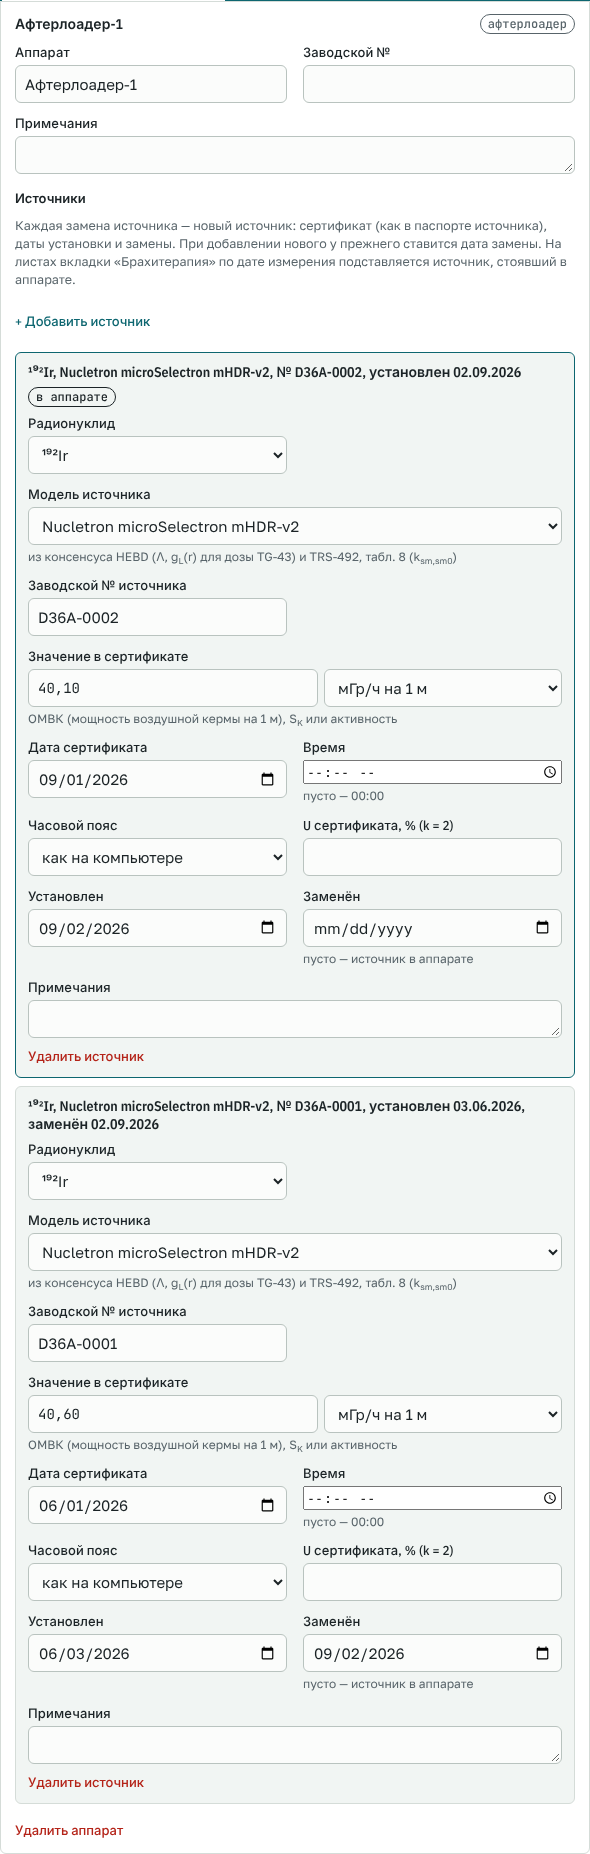 Афтерлоадер-1
афтерлоадер
Аппарат
Заводской №
Афтерлоадер-1
Примечания
Источники
Каждая замена источника — новый источник: сертификат (как в паспорте источника),
даты установки и замены. При добавлении нового у прежнего ставится дата замены. На
листах вкладки «Брахитерапия» по дате измерения подставляется источник, стоявший в
аппарате.
+ Добавить источник
¹⁹²Ir, Nucletron microSelectron mHDR-v2, № D36A-0002, установлен 02.09.2026
в аппарате
Радионуклид
¹⁹²Ir
Модель источника
Nucletron microSelectron mHDR-v2
из консенсуса HEBD (Λ, gL(r) для дозы TG-43) и TRS-492, табл. 8 (ksm,sm0)
Заводской № источника
D36A-0002
Значение в сертификате
40,10
мГр/ч на 1 м
ОМВК (мощность воздушной кермы на 1 м), SK или активность
Дата сертификата
Время
09/01/2026
--:-- --
пусто — 00:00
Часовой пояс
U сертификата, % (k = 2)
как на компьютере
Установлен
Заменён
09/02/2026
mm/dd/yyyy
пусто — источник в аппарате
Примечания
Удалить источник
¹⁹²Ir, Nucletron microSelectron mHDR-v2, № D36A-0001, установлен 03.06.2026,
заменён 02.09.2026
Радионуклид
¹⁹²Ir
Модель источника
Nucletron microSelectron mHDR-v2
из консенсуса HEBD (Λ, gL(r) для дозы TG-43) и TRS-492, табл. 8 (ksm,sm0)
Заводской № источника
D36A-0001
Значение в сертификате
40,60
мГр/ч на 1 м
ОМВК (мощность воздушной кермы на 1 м), SK или активность
Дата сертификата
Время
06/01/2026
--:-- --
пусто — 00:00
Часовой пояс
U сертификата, % (k = 2)
как на компьютере
Установлен
Заменён
06/03/2026
09/02/2026
пусто — источник в аппарате
Примечания
Удалить источник
Удалить аппарат